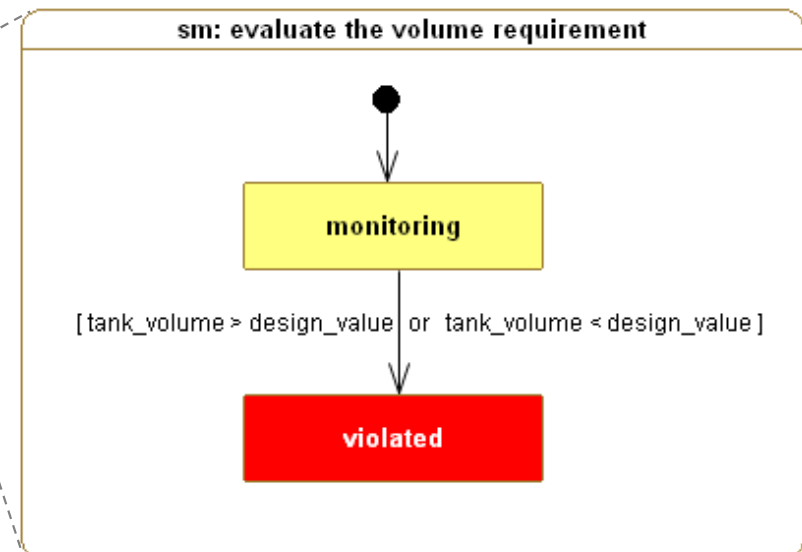 sm: evaluate the volume requirement
monitoring
[ tank_volume > design_value or tank_volume < design_value ]
violated